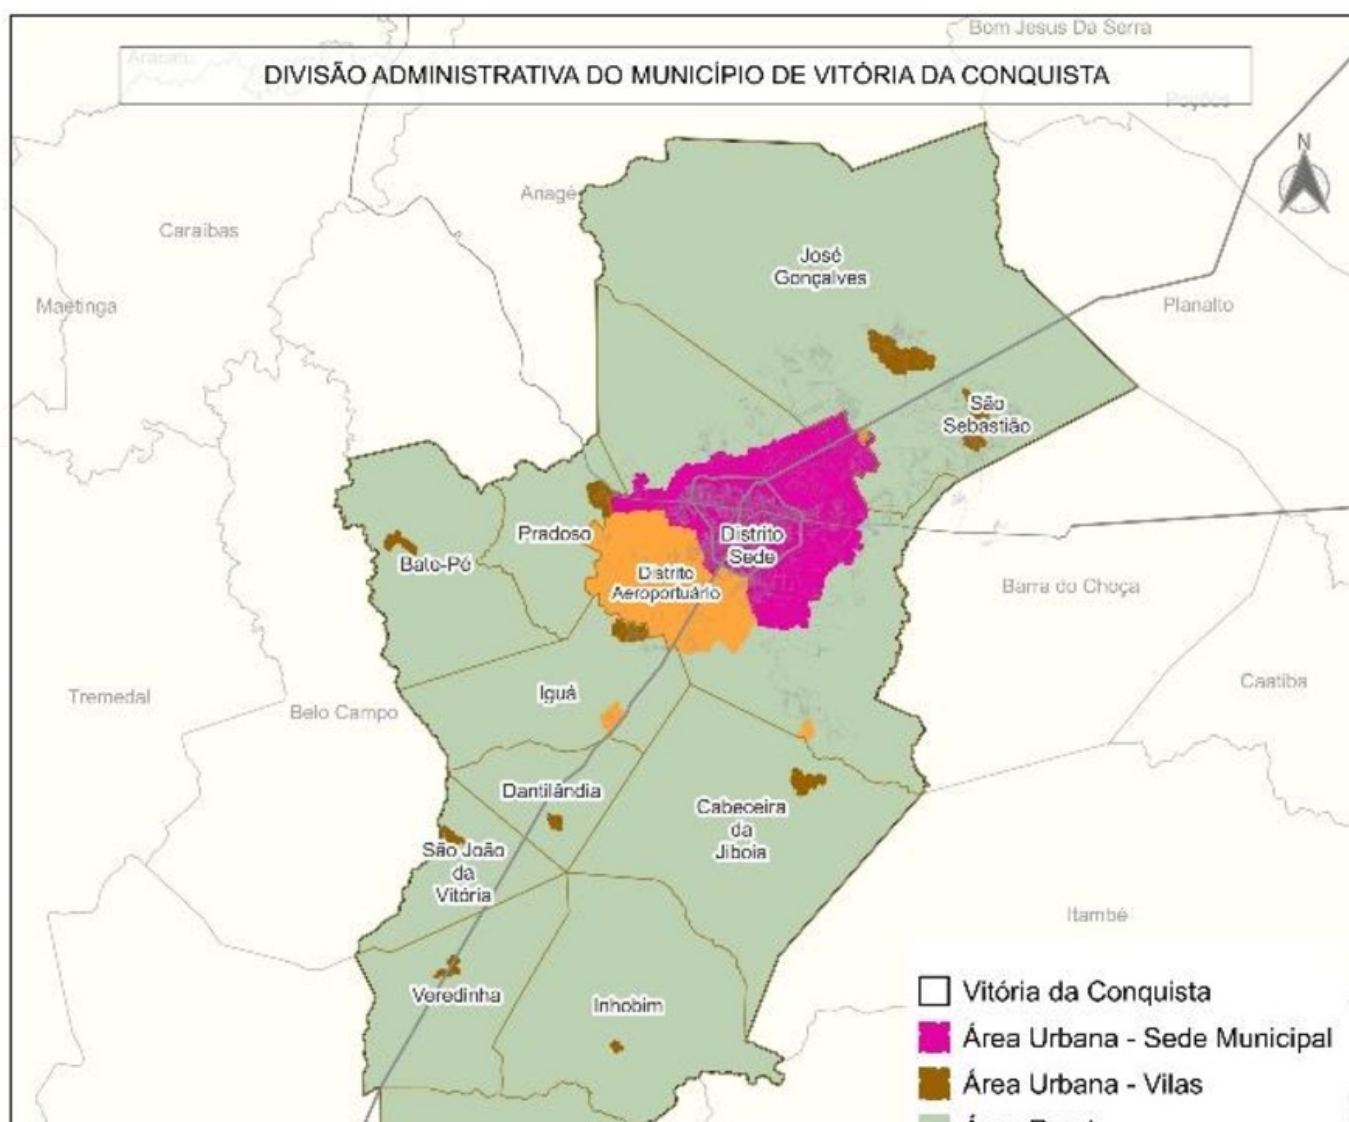 Bom Jesus Da Serra
Aracatu
DIVISÃO ADMINISTRATIVA DO MUNICÍPIO DE VITÓRIA DA CONQUISTA
Poções
N
Anagé
Caraíbas
José
Gonçalves
Maetinga
Planalto
São
Sebastião
Pradoso
Distrito
Sede
Bate-Pé
Distrito
Aeroportuário
Barra do Choça
Caatiba
Tremedal
Iguá
Belo Campo
Dantilândia
Cabeceira
da
Jiboia
São João
da
Vitória
Itambé
Veredinha
Inhobim
Vitória da Conquista
Área Urbana - Sede Municipal
Área Urbana - Vilas